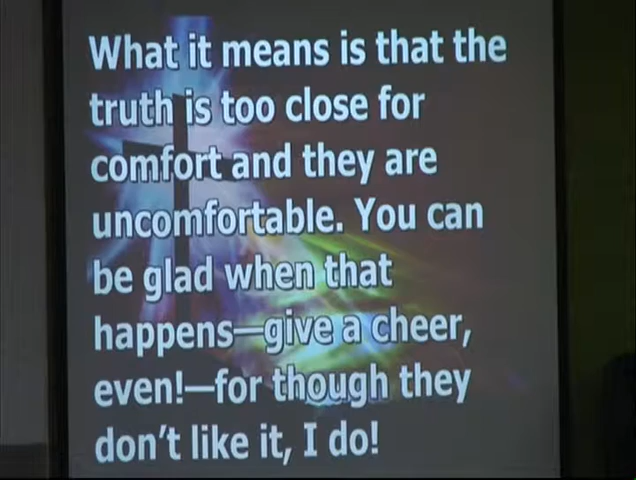 What it means is that the
truth is too close for
comfort and they are
uncomfortable. You can
be glad when that
happens—give a cheer,
even!—for though they
don't like it, I do!